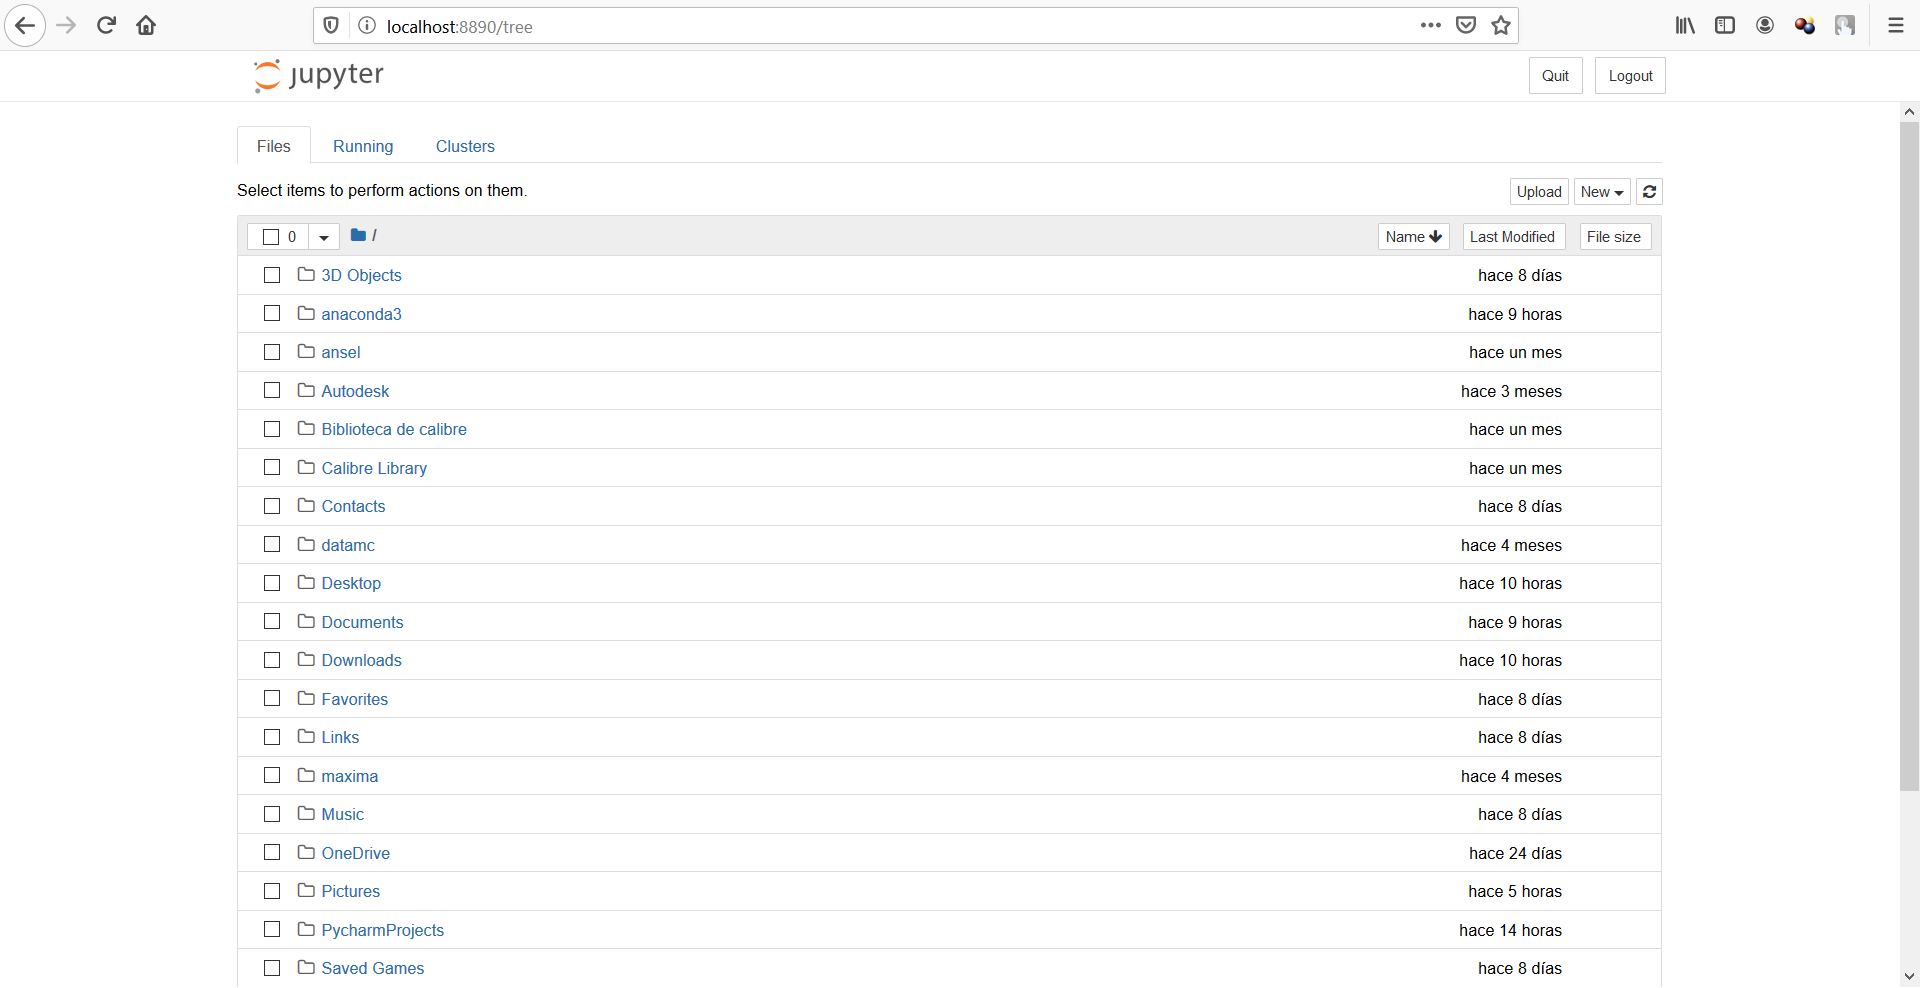 localhost:8890/tree
jupyter
Quit Logout
Files Running Clusters
Select items to perform actions on them.
Upload New
0 / Name Last Modified File size
3D Objects hace 8 días
anaconda3 hace 9 horas
ansel hace un mes
Autodesk hace 3 meses
Biblioteca de calibre hace un mes
Calibre Library hace un mes
Contacts hace 8 días
datamc hace 4 meses
Desktop hace 10 horas
Documents hace 9 horas
Downloads hace 10 horas
Favorites hace 8 días
Links hace 8 días
maxima hace 4 meses
Music hace 8 días
OneDrive hace 24 días
Pictures hace 5 horas
PycharmProjects hace 14 horas
Saved Games hace 8 días